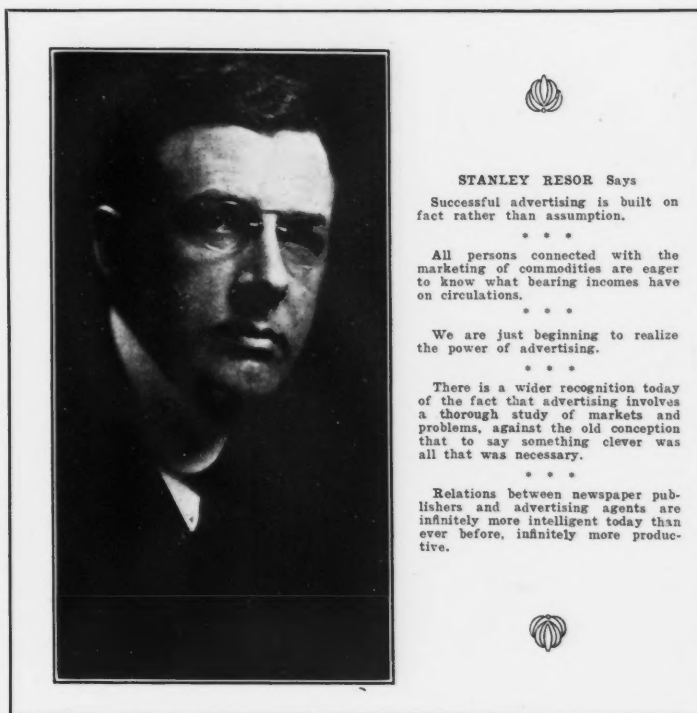 STANLEY RESOR Says
Successful advertising is built on
fact rather than assumption.
* * *
All persons connected with the
marketing of commodities are eager
to know what bearing incomes have
on circulations.
* * *
We are just beginning to realize
the power of advertising.
* * *
There is a wider recognition today
of the fact that advertising involves
a thorough study of markets and
problems, against the old conception
that to say something clever was
all that was necessary.
* * *
Relations between newspaper pub-
lishers and advertising agents are
infinitely more intelligent today than
ever before, infinitely more produc-
tive.